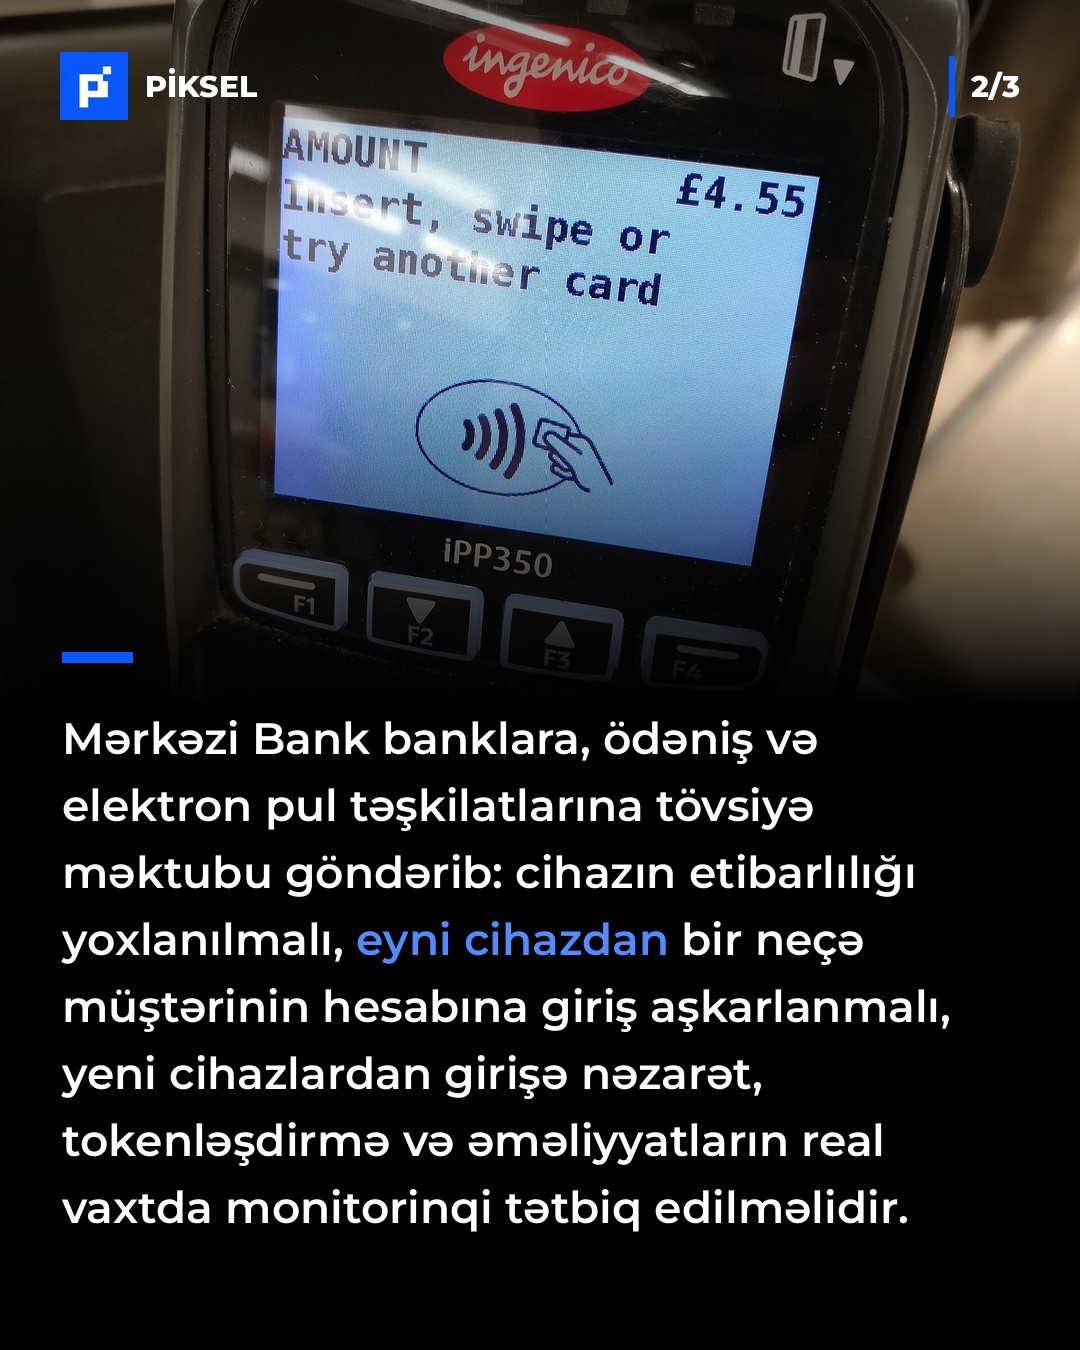 PİKSEL
2/3
ingenico
AMOUNT
£4.55
Insert, swipe or
try another card
iPP350
F1
F2
F3
F4
Mərkəzi Bank banklara, ödəniş və
elektron pul təşkilatlarına tövsiyə
məktubu göndərib: cihazın etibarlılığı
yoxlanılmalı, eyni cihazdan bir neçə
müştərinin hesabına giriş aşkarlanmalı,
yeni cihazlardan girişə nəzarət,
tokenləşdirmə və əməliyyatların real
vaxtda monitorinqi tətbiq edilməlidir.